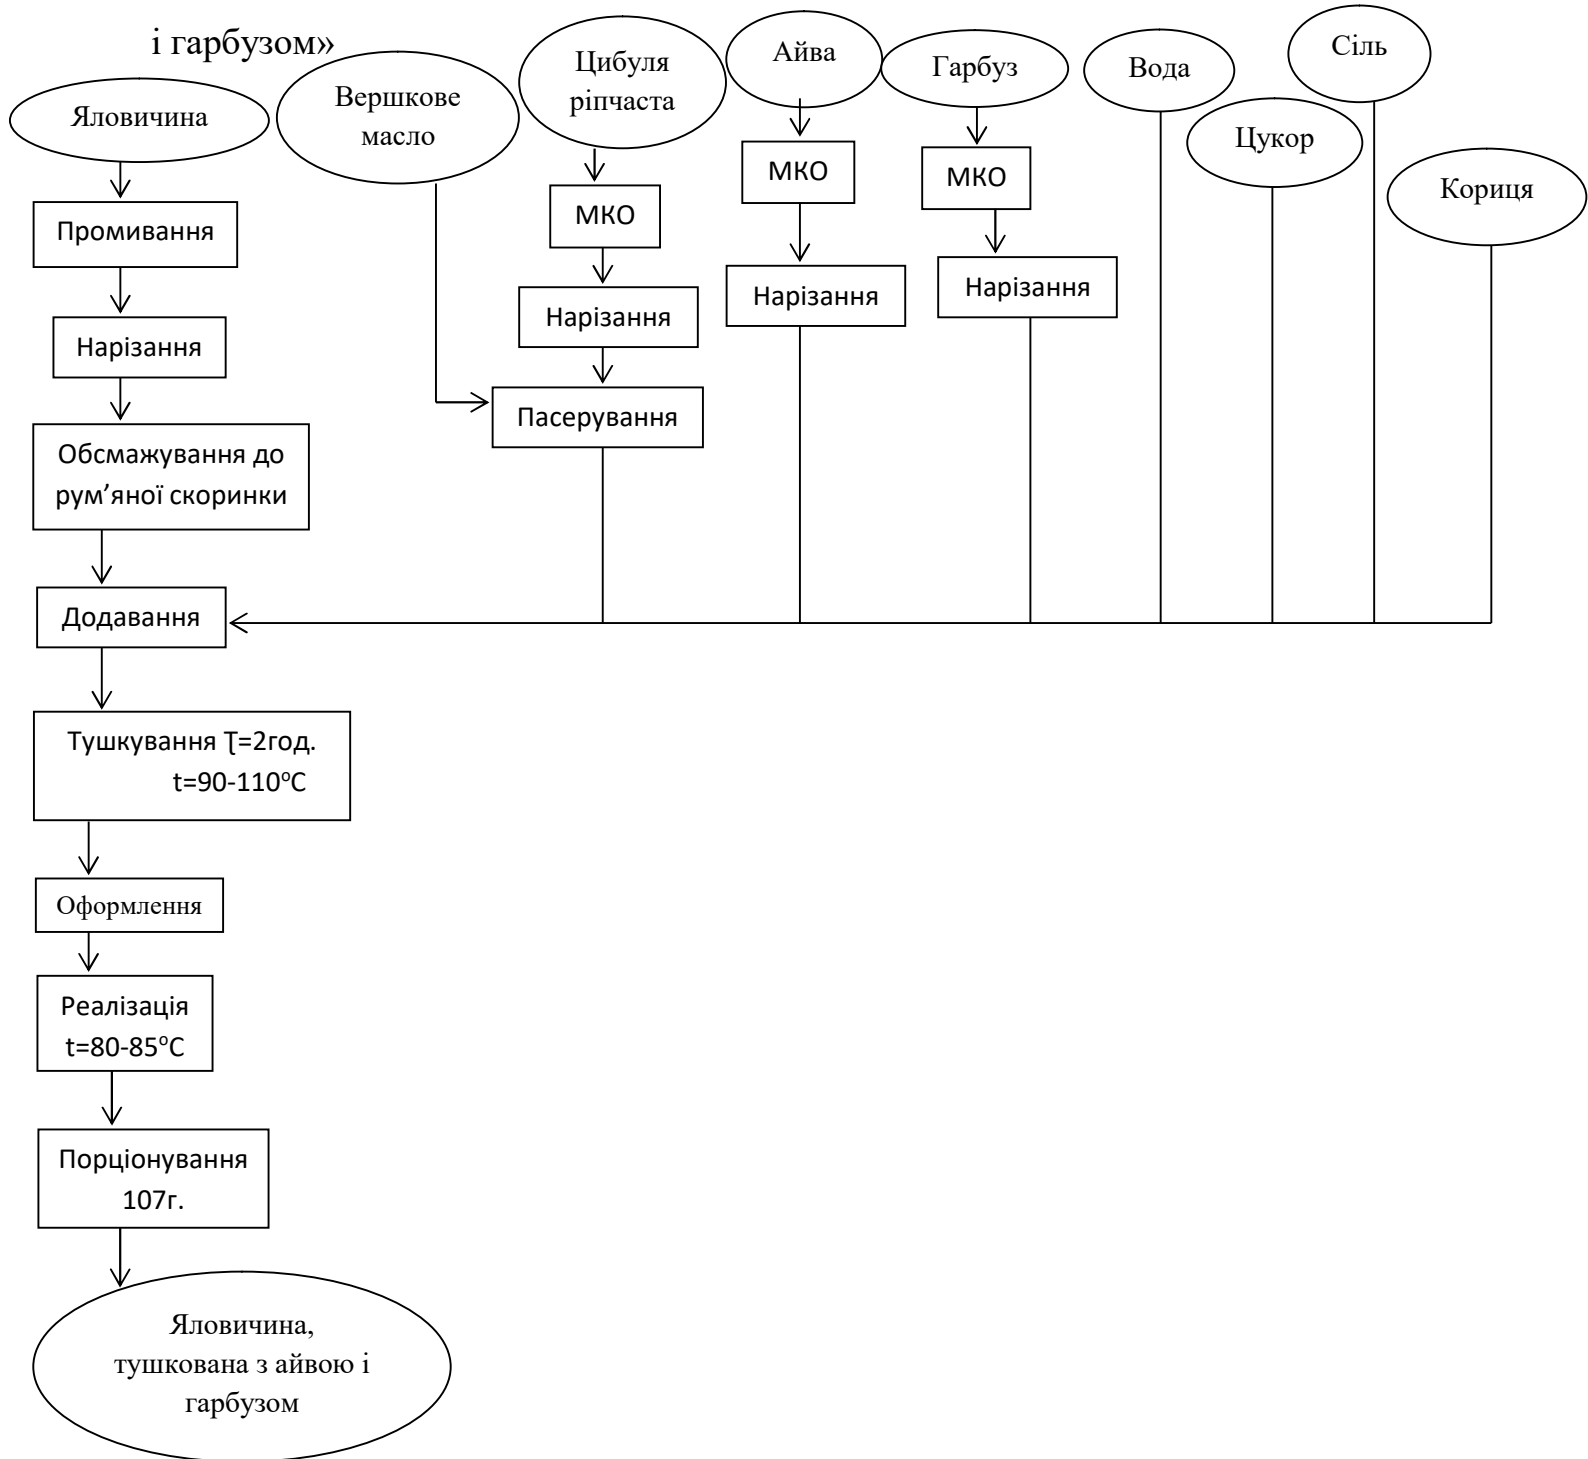 і гарбузом»
Яловичина
Вершкове
масло
Цибуля
ріпчаста
Айва
Гарбуз
Вода
Цукор
Сіль
Кориця
Промивання
Нарізання
Обсмажування до
рум’яної скоринки
МКО
Нарізання
Пасерування
МКО
Нарізання
МКО
Нарізання
Додавання
Тушкування Ʈ=2год.
t=90-110°С
Оформлення
Реалізація
t=80-85°С
Порціонування
107г.
Яловичина,
тушкована з айвою і
гарбузом